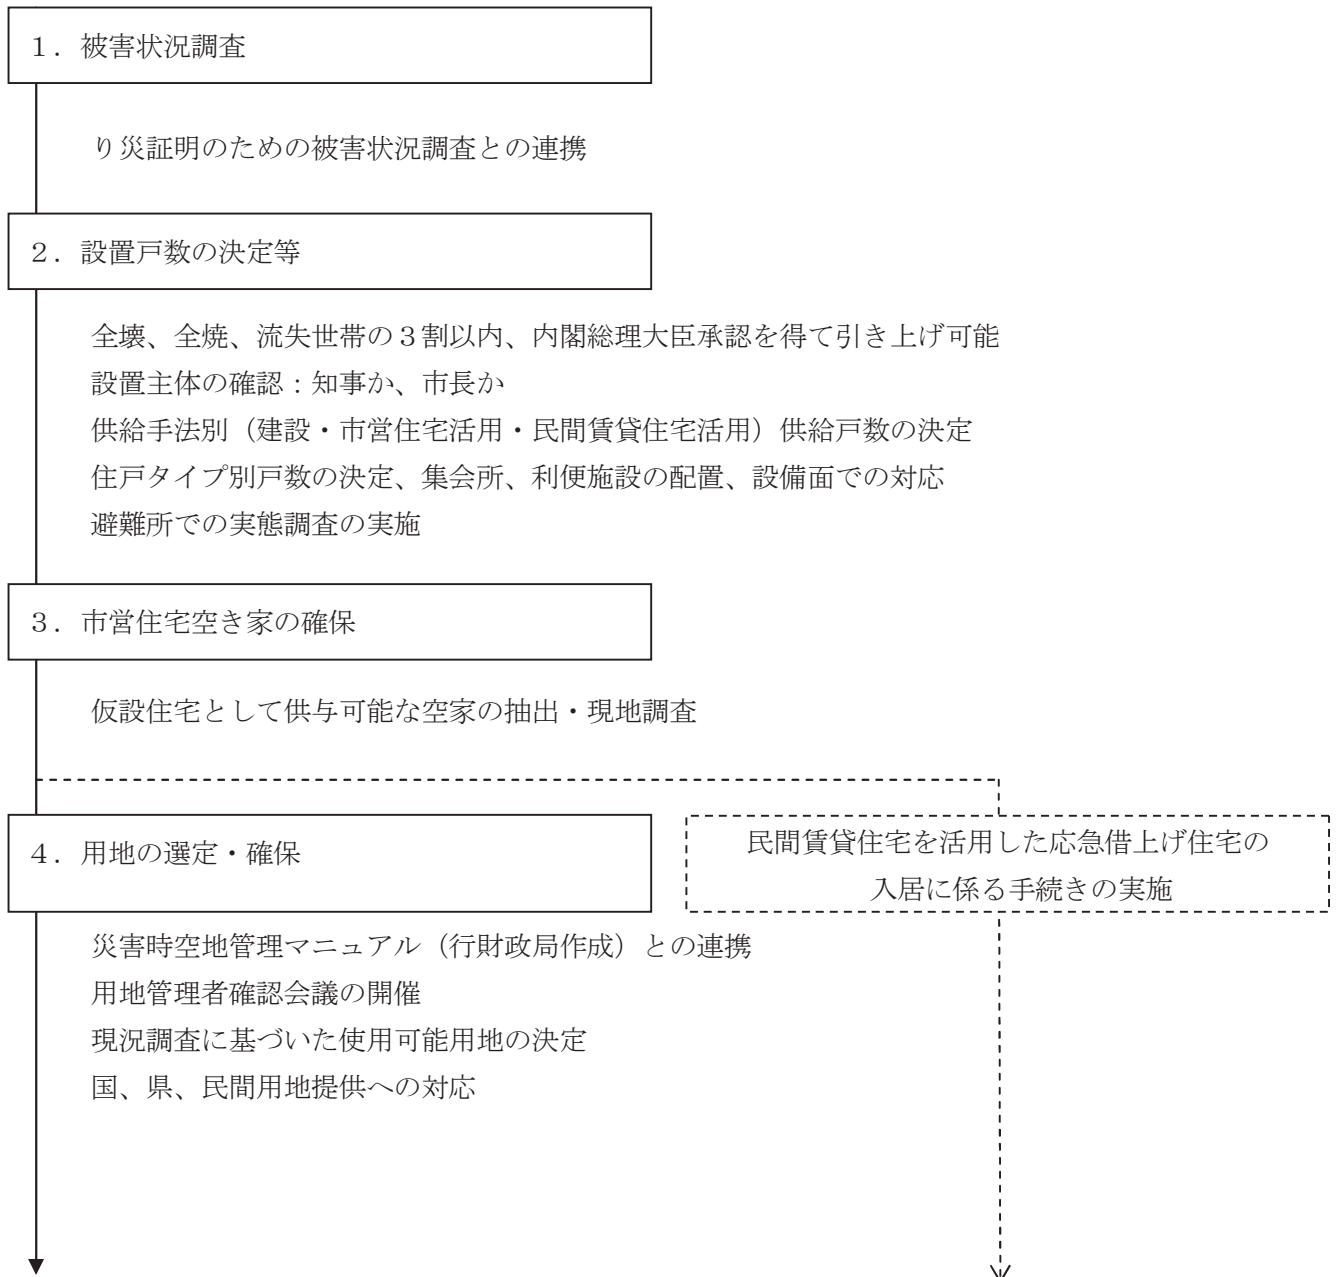 １．被害状況調査
り災証明のための被害状況調査との連携
２．設置戸数の決定等
全壊、全焼、流失世帯の３割以内、内閣総理大臣承認を得て引き上げ可能
設置主体の確認：知事か、市長か
供給手法別（建設・市営住宅活用・民間賃貸住宅活用）供給戸数の決定
住戸タイプ別戸数の決定、集会所、利便施設の配置、設備面での対応
避難所での実態調査の実施
３．市営住宅空き家の確保
仮設住宅として供与可能な空家の抽出・現地調査
４．用地の選定・確保
民間賃貸住宅を活用した応急借上げ住宅の
入居に係る手続きの実施
災害時空地管理マニュアル（行財政局作成）との連携
用地管理者確認会議の開催
現況調査に基づいた使用可能用地の決定
国、県、民間用地提供への対応